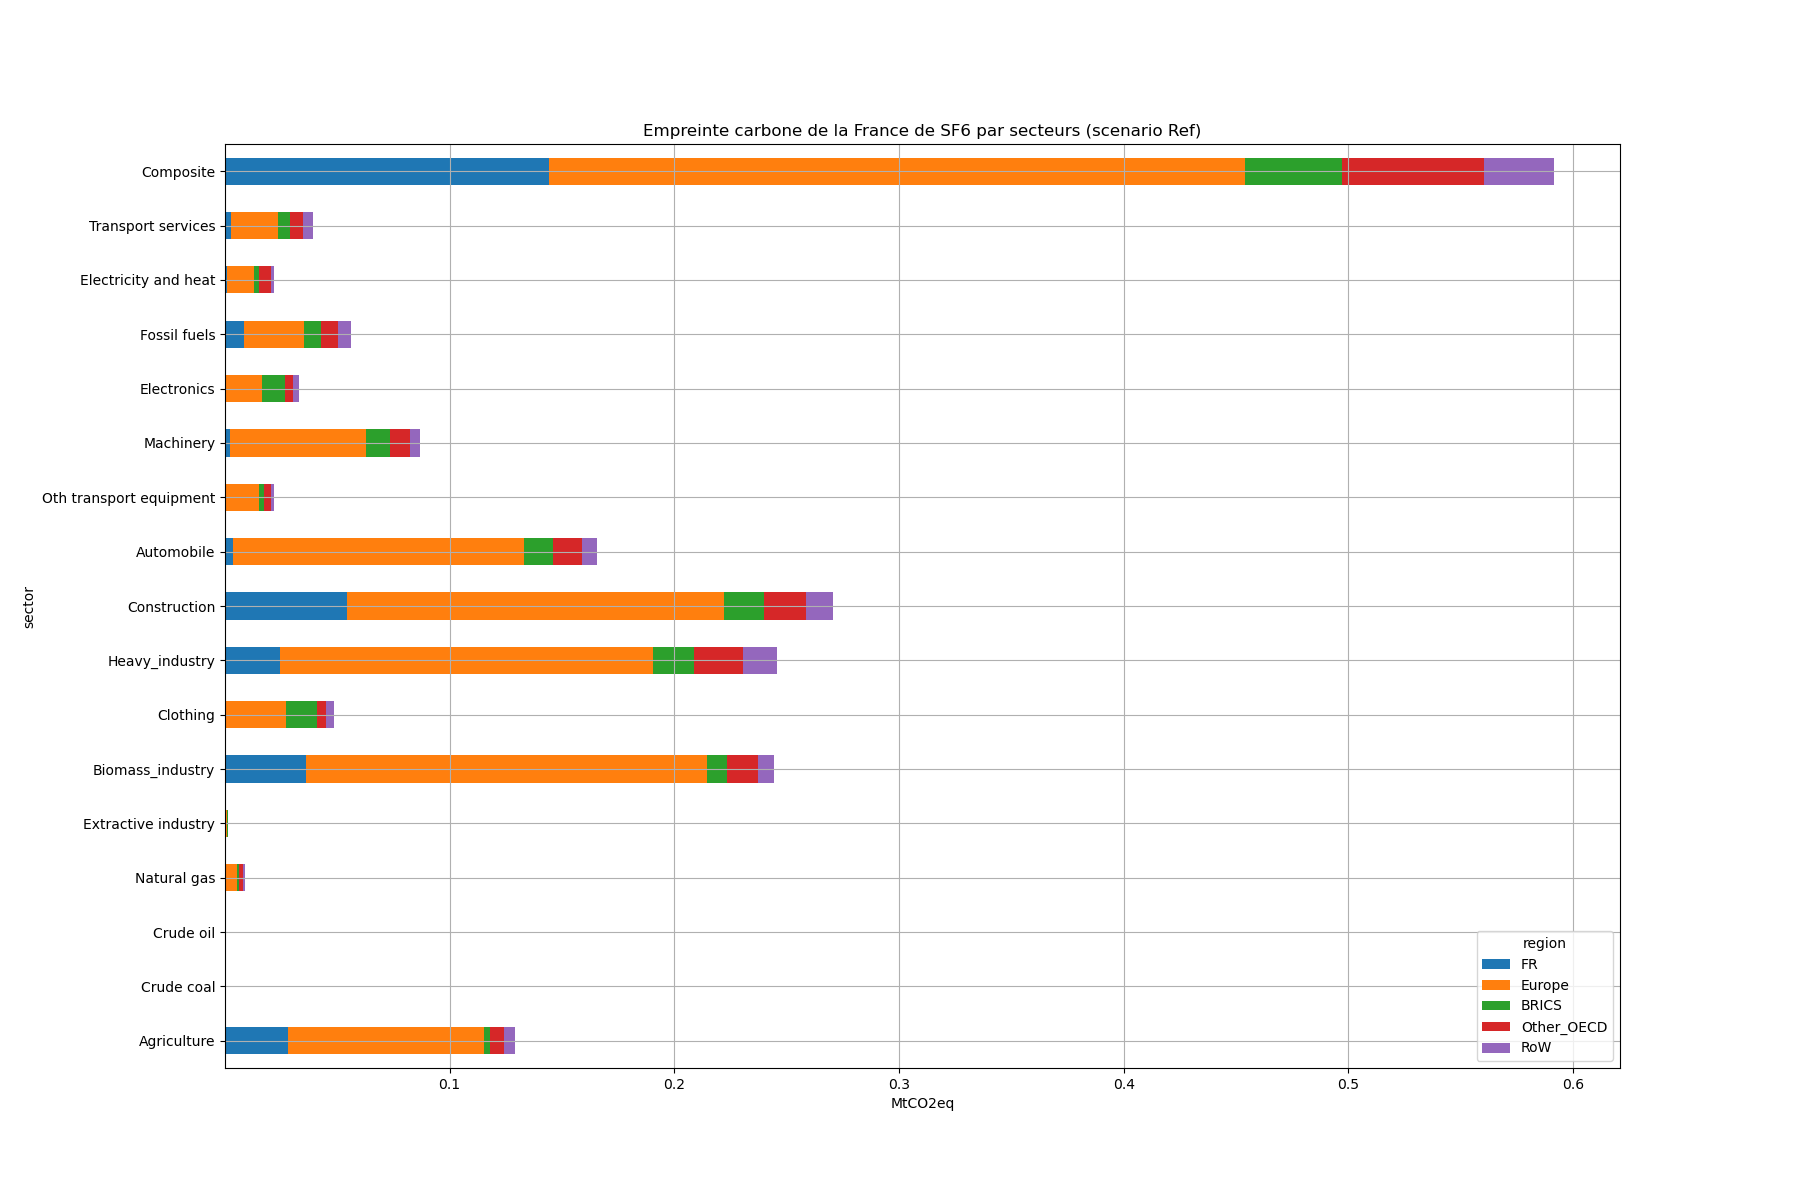 Empreinte carbone de la France de SF6 par secteurs (scenario Ref)
Composite
Transport services
Electricity and heat
Fossil fuels
Electronics
Machinery
Oth transport equipment
Automobile
Construction
Heavy_industry
Clothing
Biomass_industry
Extractive industry
Natural gas
Crude oil
Crude coal
Agriculture
sector
region
FR
Europe
BRICS
Other_OECD
RoW
0.1 0.2 0.3 0.4 0.5 0.6
MtCO2eq